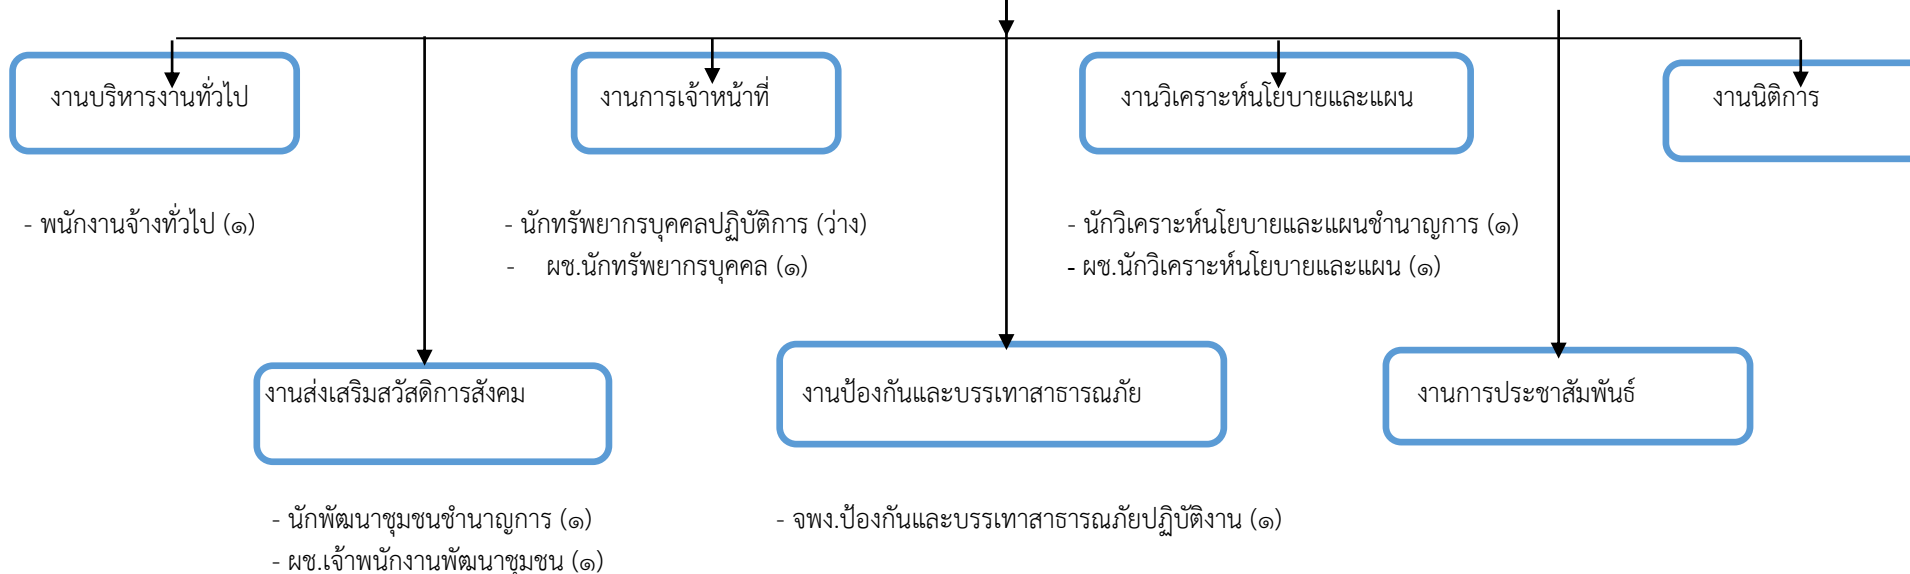 งานบริหารงานทั่วไป
งานการเจ้าหน้าที่
งานวิเคราะห์นโยบายและแผน
งานนิติการ
- พนักงานจ้างทั่วไป (๑)
- นักทรัพยากรบุคคลปฏิบัติการ (ว่าง)
- ผช.นักทรัพยากรบุคคล (๑)
- นักวิเคราะห์นโยบายและแผนชำนาญการ (๑)
- ผช.นักวิเคราะห์นโยบายและแผน (๑)
งานส่งเสริมสวัสดิการสังคม
งานป้องกันและบรรเทาสาธารณภัย
งานการประชาสัมพันธ์
- นักพัฒนาชุมชนชำนาญการ (๑)
- ผช.เจ้าพนักงานพัฒนาชุมชน (๑)
- จพง.ป้องกันและบรรเทาสาธารณภัยปฏิบัติงาน (๑)